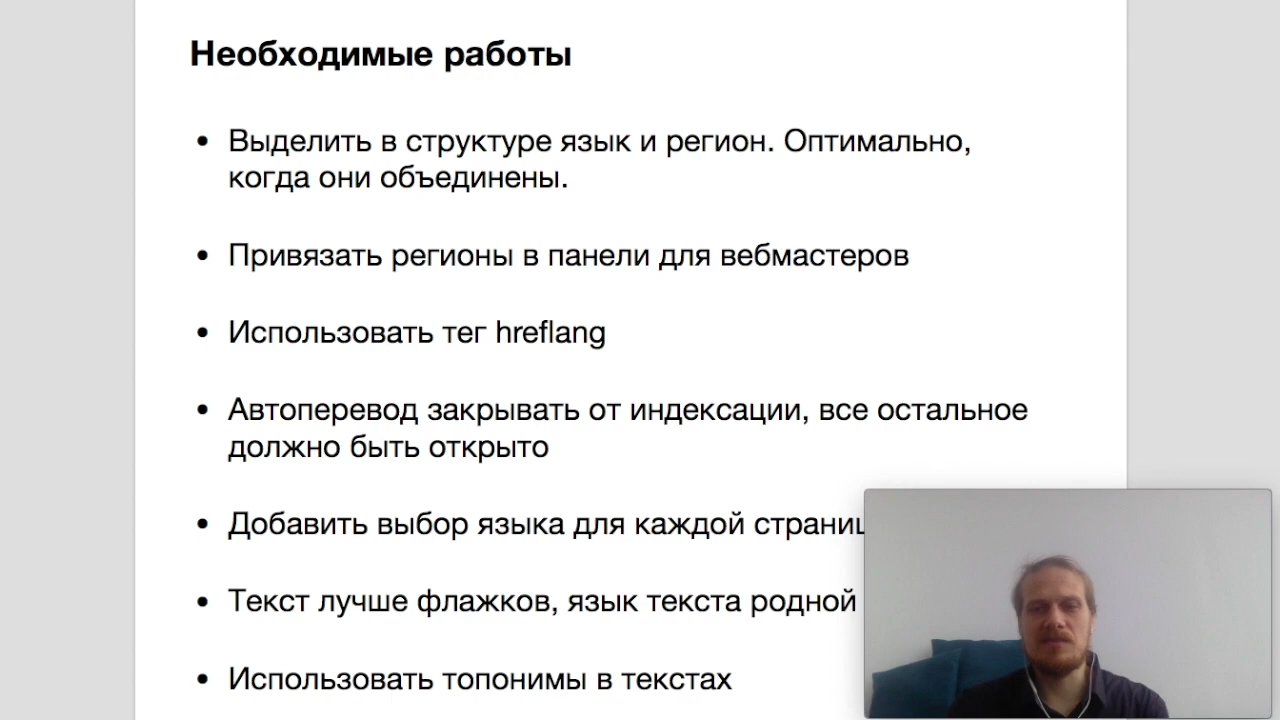 Необходимые работы
• Выделить в структуре язык и регион. Оптимально,
когда они объединены.
• Привязать регионы в панели для вебмастеров
• Использовать тег hreflang
• Автоперевод закрывать от индексации, все остальное
должно быть открыто
• Добавить выбор языка для каждой
• Текст лучше флажков, язык текста родной
• Использовать топонимы в текстах